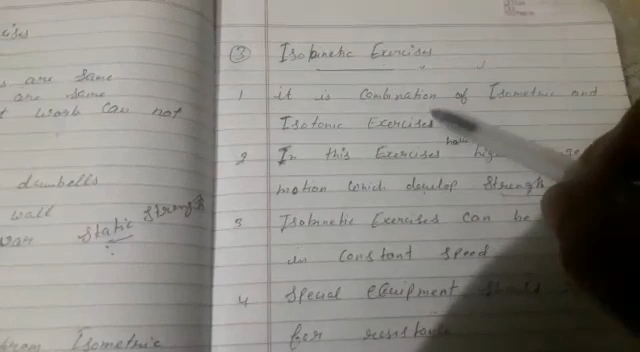 are same
are same
work can not
dumbells
wall
Static Strength
from Isometric
③ Isokinetic Exercises
1 it is combination of Isometric and
Isotonic Exercises
2 In this Exercises have
motion which develop Strength
3 Isokinetic Exercises can be
in Constant speed
4 Special Equipment
for